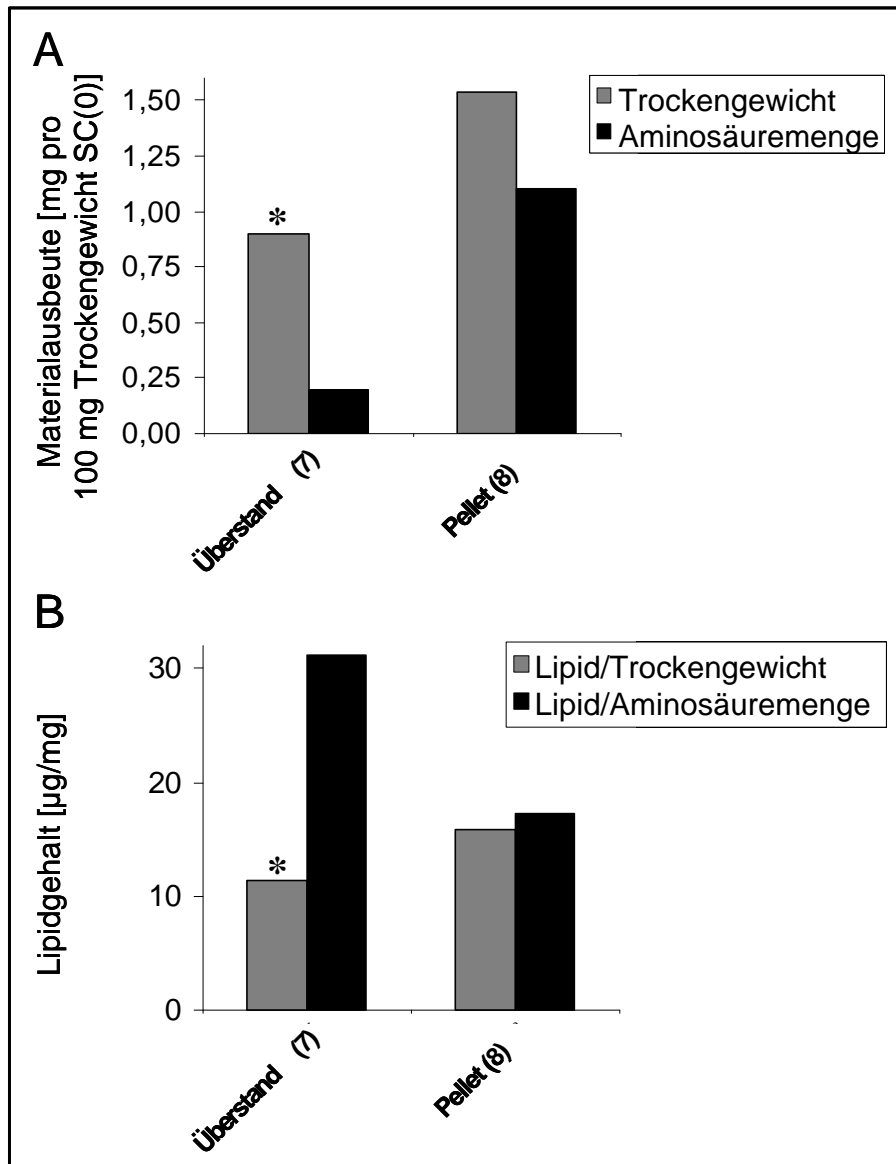 A
Materialausbeute [mg pro
100 mg Trockengewicht SC(0)]
1,50
1,25
1,00
0,75
0,50
0,25
0,00
*
Trockengewicht
Aminosäuremenge
Überstand (7)
Pellet (8)
B
Lipidgehalt [µg/mg]
30
20
10
0
*
Lipid/Trockengewicht
Lipid/Aminosäuremenge
Überstand (7)
Pellet (8)